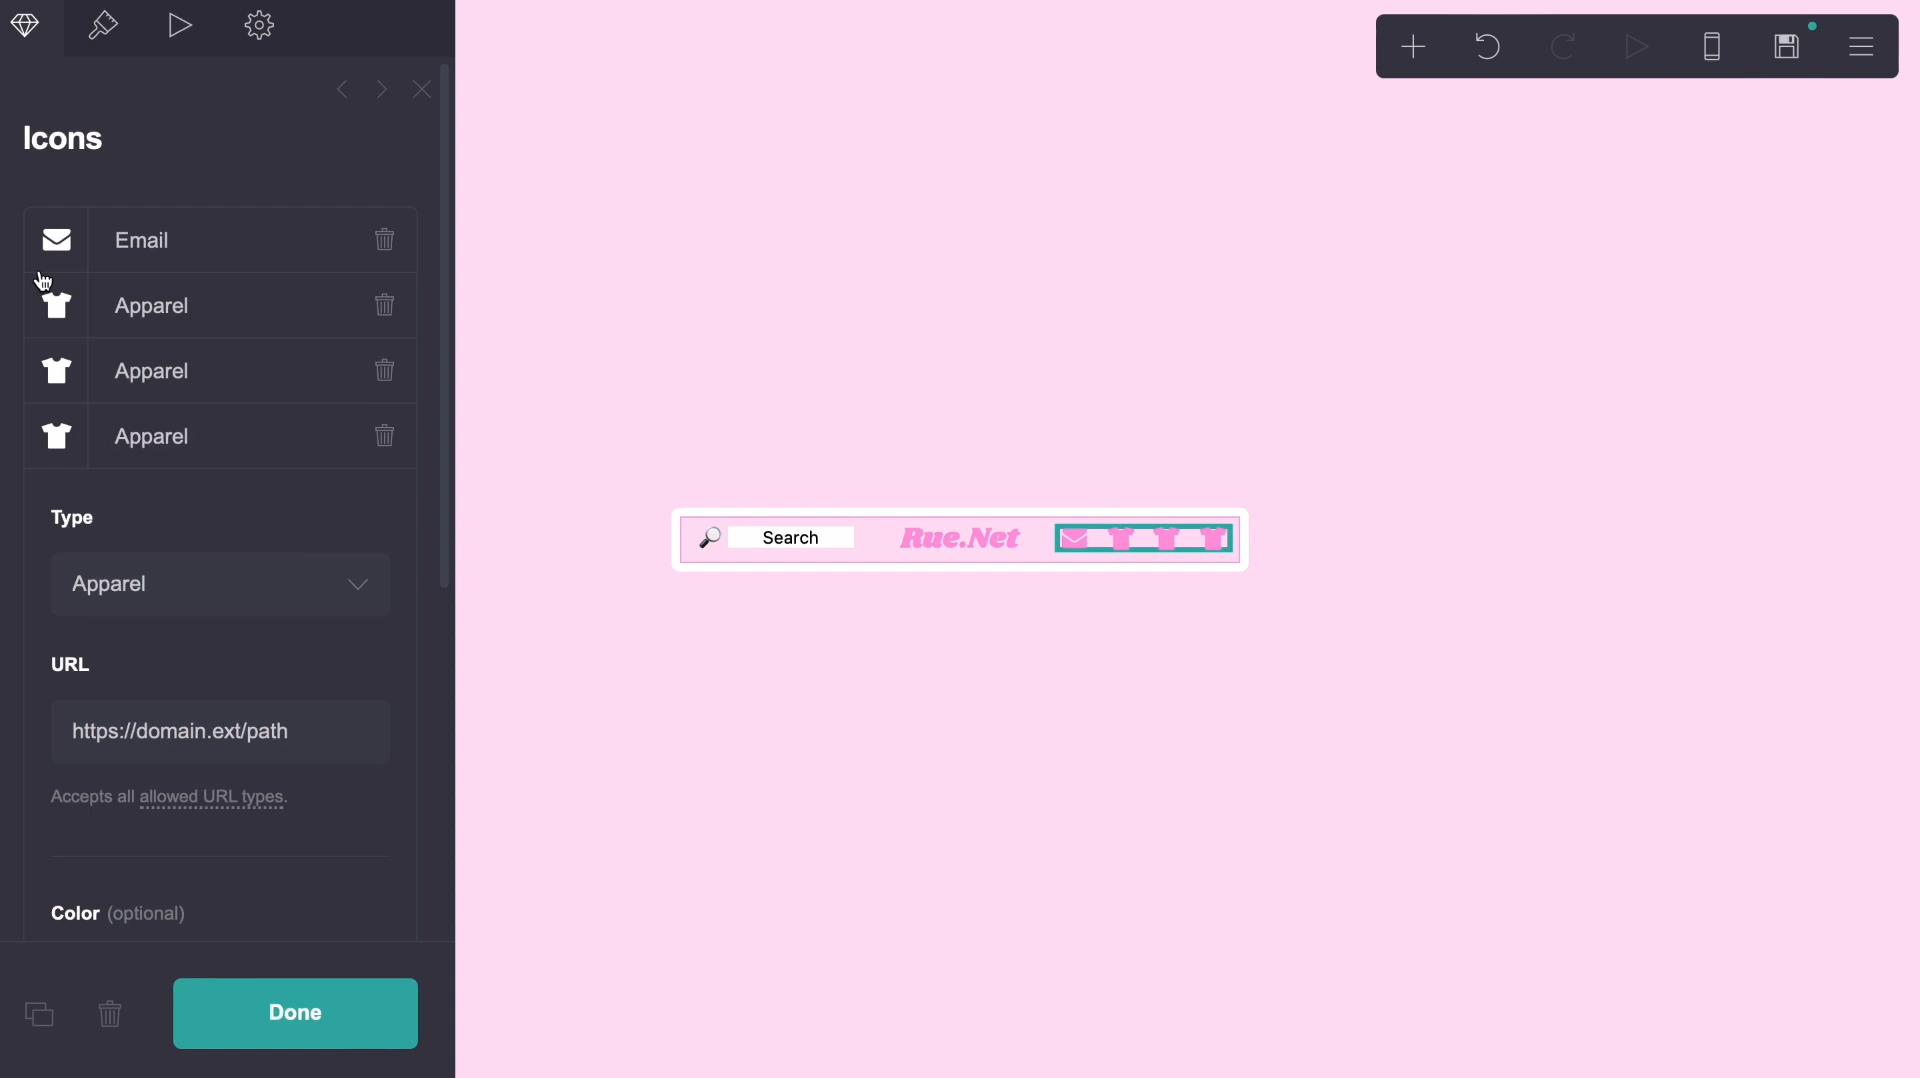 Icons
Email
Apparel
Apparel
Apparel
Type
Apparel
URL
https://domain.ext/path
Accepts all allowed URL types.
Color (optional)
Done
Search
Rue.Net